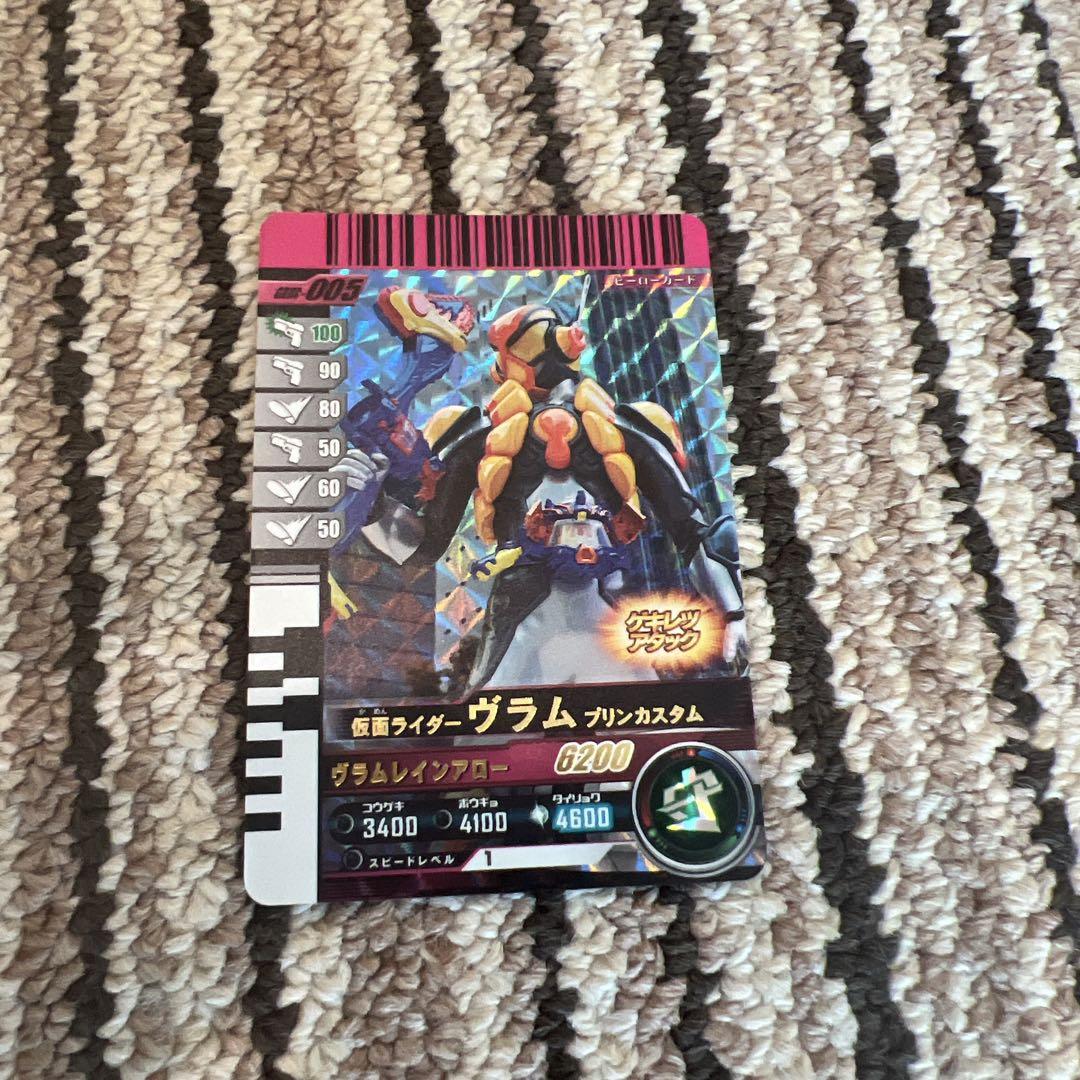 005
ヒーローカード
100
90
80
50
60
50
ゲキレツ
アタック
かめん
仮面ライダーヴラム プリンカスタム
ヴラムレインアロー 6200
コウゲキ ボウギョ タイリョク
3400 4100 4600
スピードレベル 1